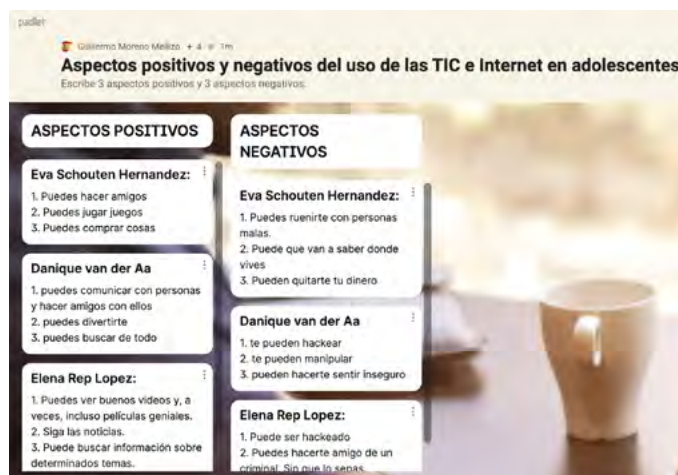 padlet
Guillermo Moreno Mellizo + 4 1m
Aspectos positivos y negativos del uso de las TIC e Internet en adolescentes
Escribe 3 aspectos positivos y 3 aspectos negativos.
ASPECTOS POSITIVOS
Eva Schouten Hernandez:
1. Puedes hacer amigos
2. Puedes jugar juegos
3. Puedes comprar cosas
Danique van der Aa
1. puedes comunicar con personas
y hacer amigos con ellos
2. puedes divertirte
3. puedes buscar de todo
Elena Rep Lopez:
1. Puedes ver buenos videos y, a
veces, incluso películas geniales.
2. Siga las noticias.
3. Puede buscar información sobre
determinados temas.
ASPECTOS
NEGATIVOS
Eva Schouten Hernandez:
1. Puedes ruenirte con personas
malas.
2. Puede que van a saber donde
vives
3. Pueden quitarte tu dinero
Danique van der Aa
1. te pueden hackear
2. te pueden manipular
3. pueden hacerte sentir inseguro
Elena Rep Lopez:
1. Puede ser hackeado
2. Puedes hacerte amigo de un
criminal. Sin que lo sepas.